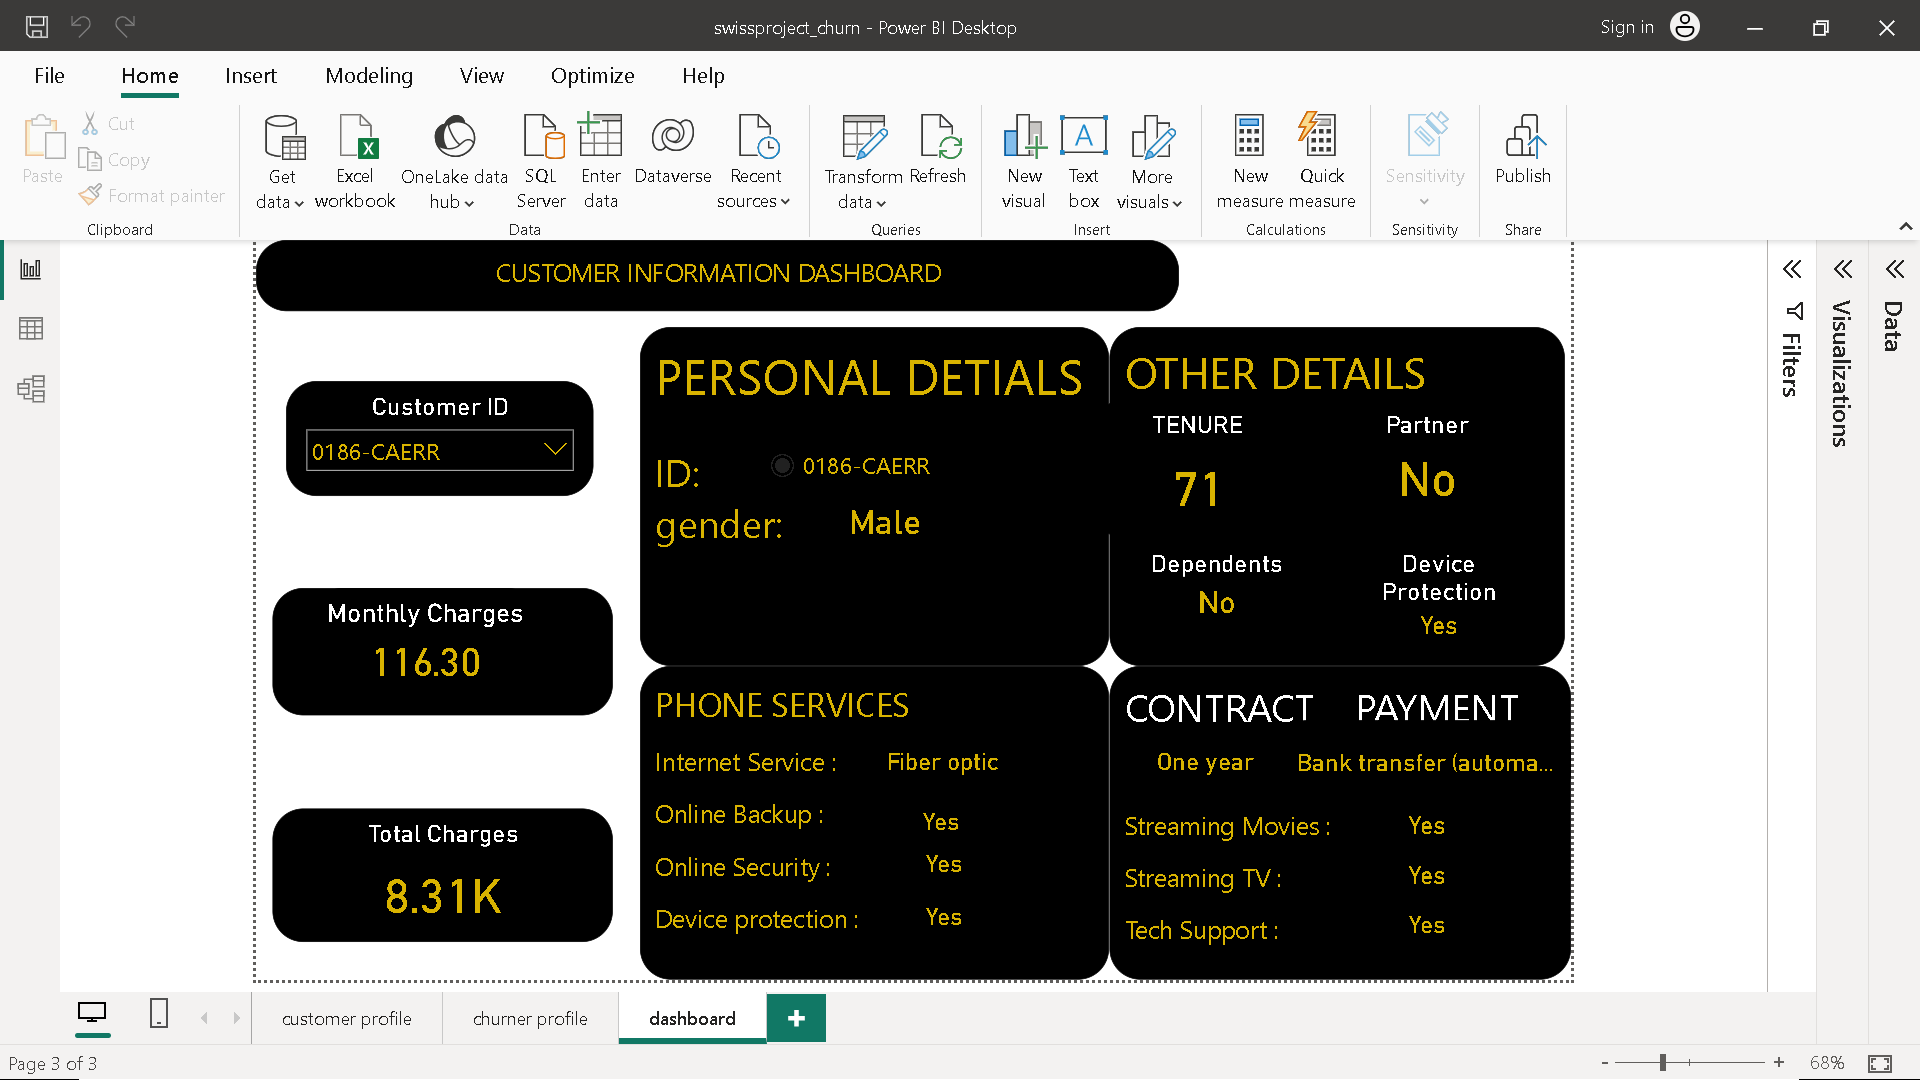 swissproject_churn - Power BI Desktop
Sign in
File Home Insert Modeling View Optimize Help
Paste
Cut
Copy
Format painter
Clipboard
Get data
Excel workbook
OneLake data hub
SQL Server
Enter data
Dataverse
Recent sources
Data
Transform data
Refresh
Queries
New visual
A
Text box
More visuals
Insert
New measure
Quick measure
Calculations
Sensitivity
Sensitivity
Publish
Share
CUSTOMER INFORMATION DASHBOARD
Customer ID
0186-CAERR
Monthly Charges
116.30
Total Charges
8.31K
PERSONAL DETIALS
ID: 0186-CAERR
gender: Male
OTHER DETAILS
TENURE
71
Partner
No
Dependents
No
Device Protection
Yes
PHONE SERVICES
Internet Service : Fiber optic
Online Backup : Yes
Online Security : Yes
Device protection : Yes
CONTRACT PAYMENT
One year Bank transfer (automa...
Streaming Movies : Yes
Streaming TV : Yes
Tech Support : Yes
Filters
Visualizations
Data
customer profile
churner profile
dashboard
Page 3 of 3
- + 68%